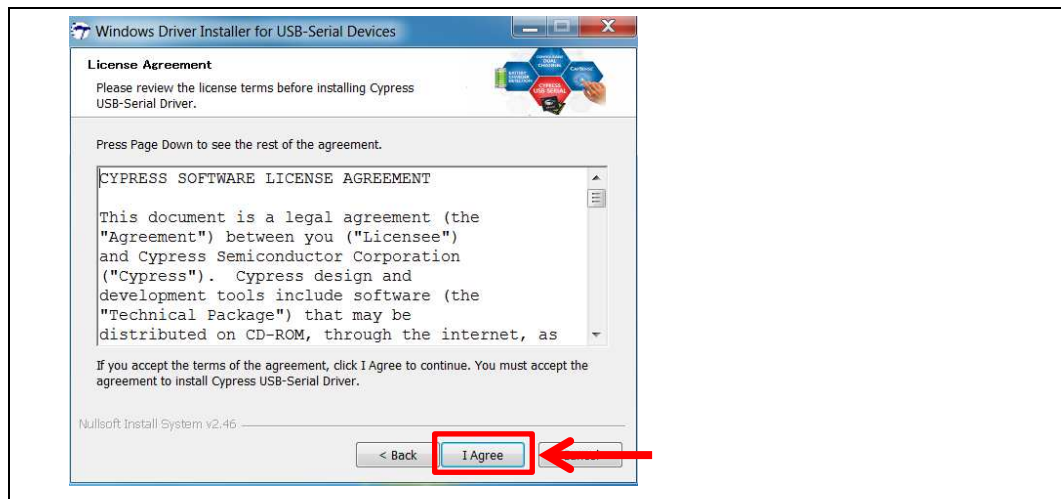 Windows Driver Installer for USB-Serial Devices
License Agreement
Please review the license terms before installing Cypress
USB-Serial Driver.
CYPRESS
USB SERIAL
Press Page Down to see the rest of the agreement.
CYPRESS SOFTWARE LICENSE AGREEMENT
This document is a legal agreement (the
"Agreement") between you ("Licensee")
and Cypress Semiconductor Corporation
("Cypress").  Cypress design and
development tools include software (the
"Technical Package") that may be
distributed on CD-ROM, through the internet, as
If you accept the terms of the agreement, click I Agree to continue. You must accept the
agreement to install Cypress USB-Serial Driver.
Nullsoft Install System v2.46
< Back
I Agree